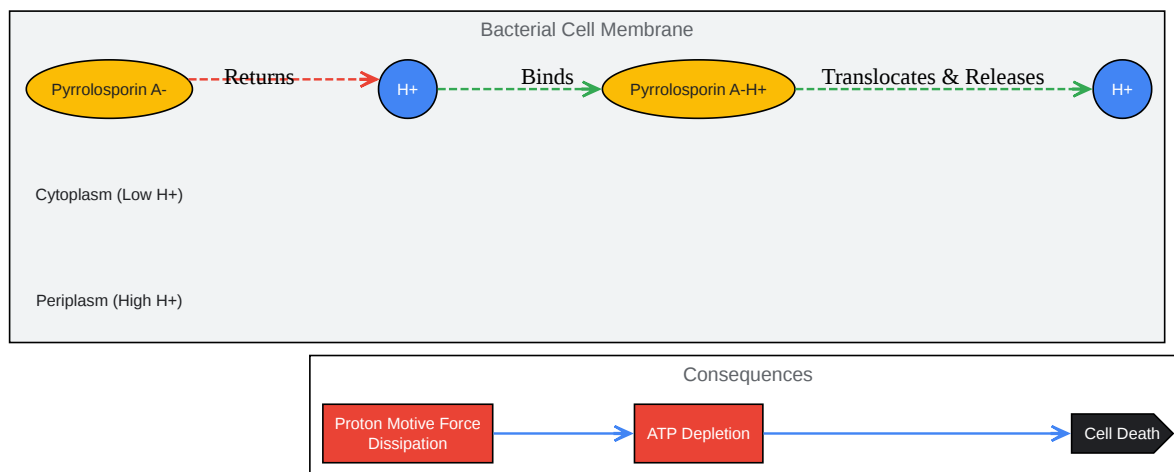 Bacterial Cell Membrane
Pyrrolosporin A-
Returns
H+
Binds
Pyrrolosporin A-H+
Translocates & Releases
H+
Cytoplasm (Low H+)
Periplasm (High H+)
Consequences
Proton Motive Force
Dissipation
ATP Depletion
Cell Death